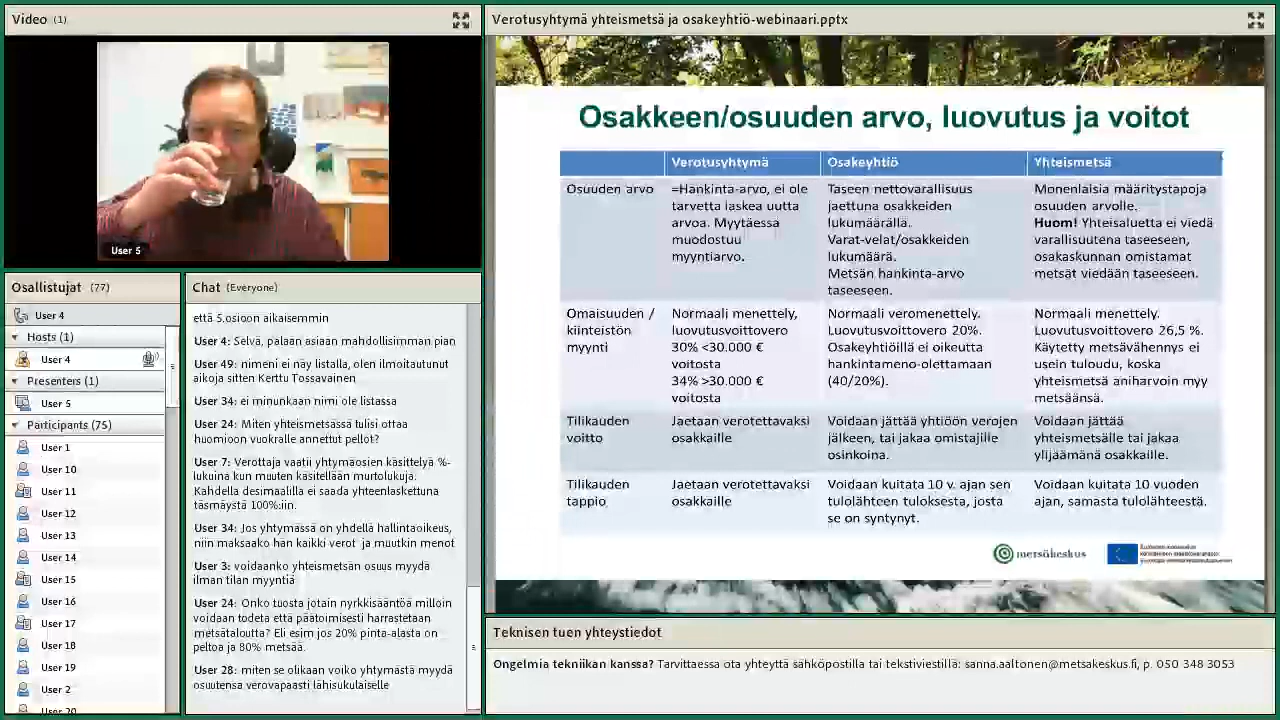 Video (1)
User 5
Osallistujat (77)
User 4
Hosts (1)
User 4
Presenters (1)
User 5
Participants (75)
User 1
User 10
User 11
User 12
User 13
User 14
User 15
User 16
User 17
User 18
User 19
User 2
User 20
Chat (Everyone)
että 5.osioon aikaisemmin
User 4: Selvä, palaan asiaan mahdollisimman pian
User 49: nimeni ei näy listalla, olen ilmoitautunut
aikoja sitten Kerttu Tossavainen
User 34: ei minunkaan nimi ole listassa
User 24: Miten yhteismetsässä tulisi ottaa
huomioon vuokralle annettut pellot?
User 7: Verottaja vaatii yhtymäosien käsittelyä %-
lukuina kun muuten käsitellään murtolukuja.
Kahdella desimaalilla ei saada yhteenlaskettuna
täsmäystä 100%:iin.
User 34: Jos yhtymässä on yhdellä hallintaoikeus,
niin maksaako hän kaikki verot ja muutkin menot
User 3: voidaanko yhteismetsän osuus myydä
ilman tilan myyntiä
User 24: Onko tuosta jotain nyrkkisääntöä milloin
voidaan todeta että päätoimisesti harrastetaan
metsätaloutta? Eli esim jos 20% pinta-alasta on
peltoa ja 80% metsää.
User 28: miten se olikaan voiko yhtymästä myydä
osuutensa verovapaasti lähisukulaiselle
Verotusyhtymä yhteismetsä ja osakeyhtiö-webinaari.pptx
Osakkeen/osuuden arvo, luovutus ja voitot
Verotusyhtymä
Osakeyhtiö
Yhteismetsä
Osuuden arvo
=Hankinta-arvo, ei ole
tarvetta laskea uutta
arvoa. Myytäessä
muodostuu
myyntiarvo.
Taseen nettovarallisuus
jaettuna osakkeiden
lukumäärällä.
Varat-velat/osakkeiden
lukumäärä.
Metsän hankinta-arvo
taseeseen.
Monenlaisia määritystapoja
osuuden arvolle.
Huom! Yhteisaluetta ei viedä
varallisuutena taseeseen,
osakaskunnan omistamat
metsät viedään taseeseen.
Omaisuuden /
kiinteistön
myynti
Normaali menettely,
luovutusvoittovero
30% <30.000 €
voitosta
34% >30.000 €
voitosta
Normaali veromenettely.
Luovutusvoittovero 20%.
Osakeyhtiöillä ei oikeutta
hankintameno-olettamaan
(40/20%).
Normaali menettely.
Luovutusvoittovero 26,5 %.
Käytetty metsävähennys ei
usein tuloudu, koska
yhteismetsä aniharvoin myy
metsäänsä.
Tilikauden
voitto
Jaetaan verotettavaksi
osakkaille
Voidaan jättää yhtiöön verojen
jälkeen, tai jakaa omistajille
osinkoina.
Voidaan jättää
yhteismetsälle tai jakaa
ylijäämänä osakkaille.
Tilikauden
tappio
Jaetaan verotettavaksi
osakkaille
Voidaan kuitata 10 v. ajan sen
tulolähteen tuloksesta, josta
se on syntynyt.
Voidaan kuitata 10 vuoden
ajan, samasta tulolähteestä.
metsäkeskus
Teknisen tuen yhteystiedot
Ongelmia tekniikan kanssa? Tarvittaessa ota yhteyttä sähköpostilla tai tekstiviestillä: sanna.aaltonen@metsakeskus.fi, p. 050 348 3053